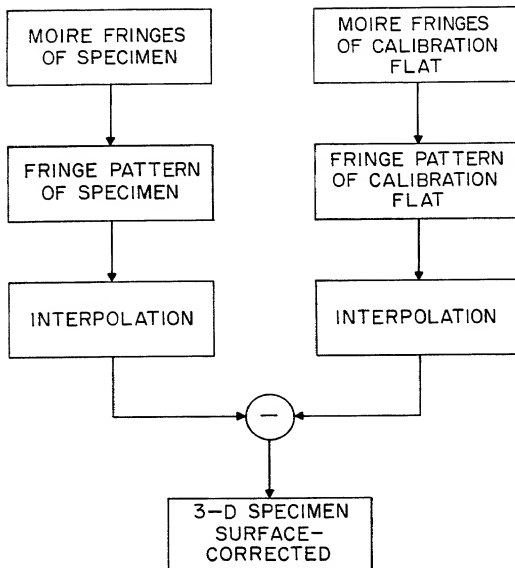 MOIRE FRINGES
OF SPECIMEN
MOIRE FRINGES
OF CALIBRATION
FLAT
FRINGE PATTERN
OF SPECIMEN
FRINGE PATTERN
OF CALIBRATION
FLAT
INTERPOLATION
INTERPOLATION
−
3-D SPECIMEN
SURFACE-
CORRECTED